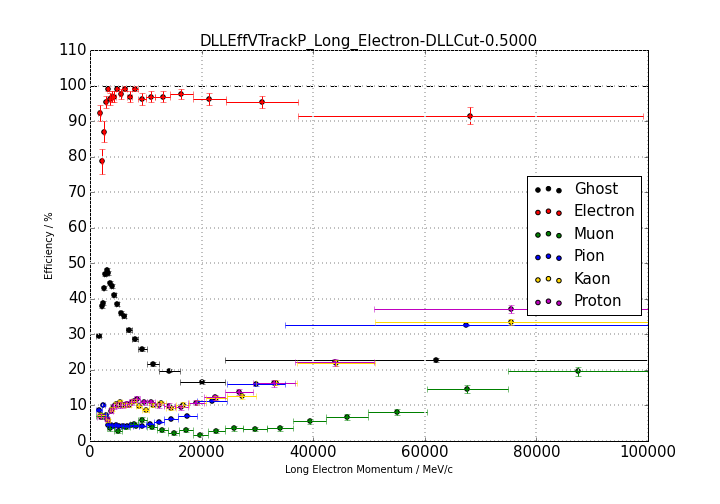 DLLEffVTrackP_Long_Electron-DLLCut-0.5000
110
100
90
80
70
60
50
40
30
20
10
0
Efficiency / %
Ghost
Electron
Muon
Pion
Kaon
Proton
0 20000 40000 60000 80000 100000
Long Electron Momentum / MeV/c